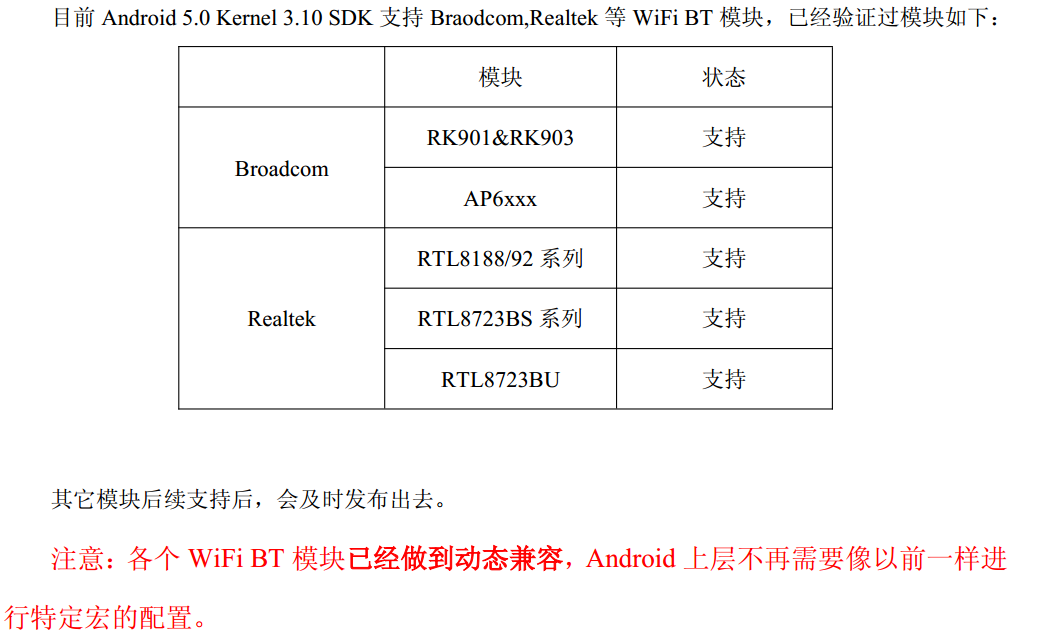 目前 Android 5.0 Kernel 3.10 SDK 支持 Braodcom,Realtek 等 WiFi BT 模块，已经验证过模块如下：
模块 状态
Broadcom
RK901&RK903 支持
AP6xxx 支持
Realtek
RTL8188/92 系列 支持
RTL8723BS 系列 支持
RTL8723BU 支持
其它模块后续支持后，会及时发布出去。
注意：各个 WiFi BT 模块已经做到动态兼容，Android 上层不再需要像以前一样进
行特定宏的配置。